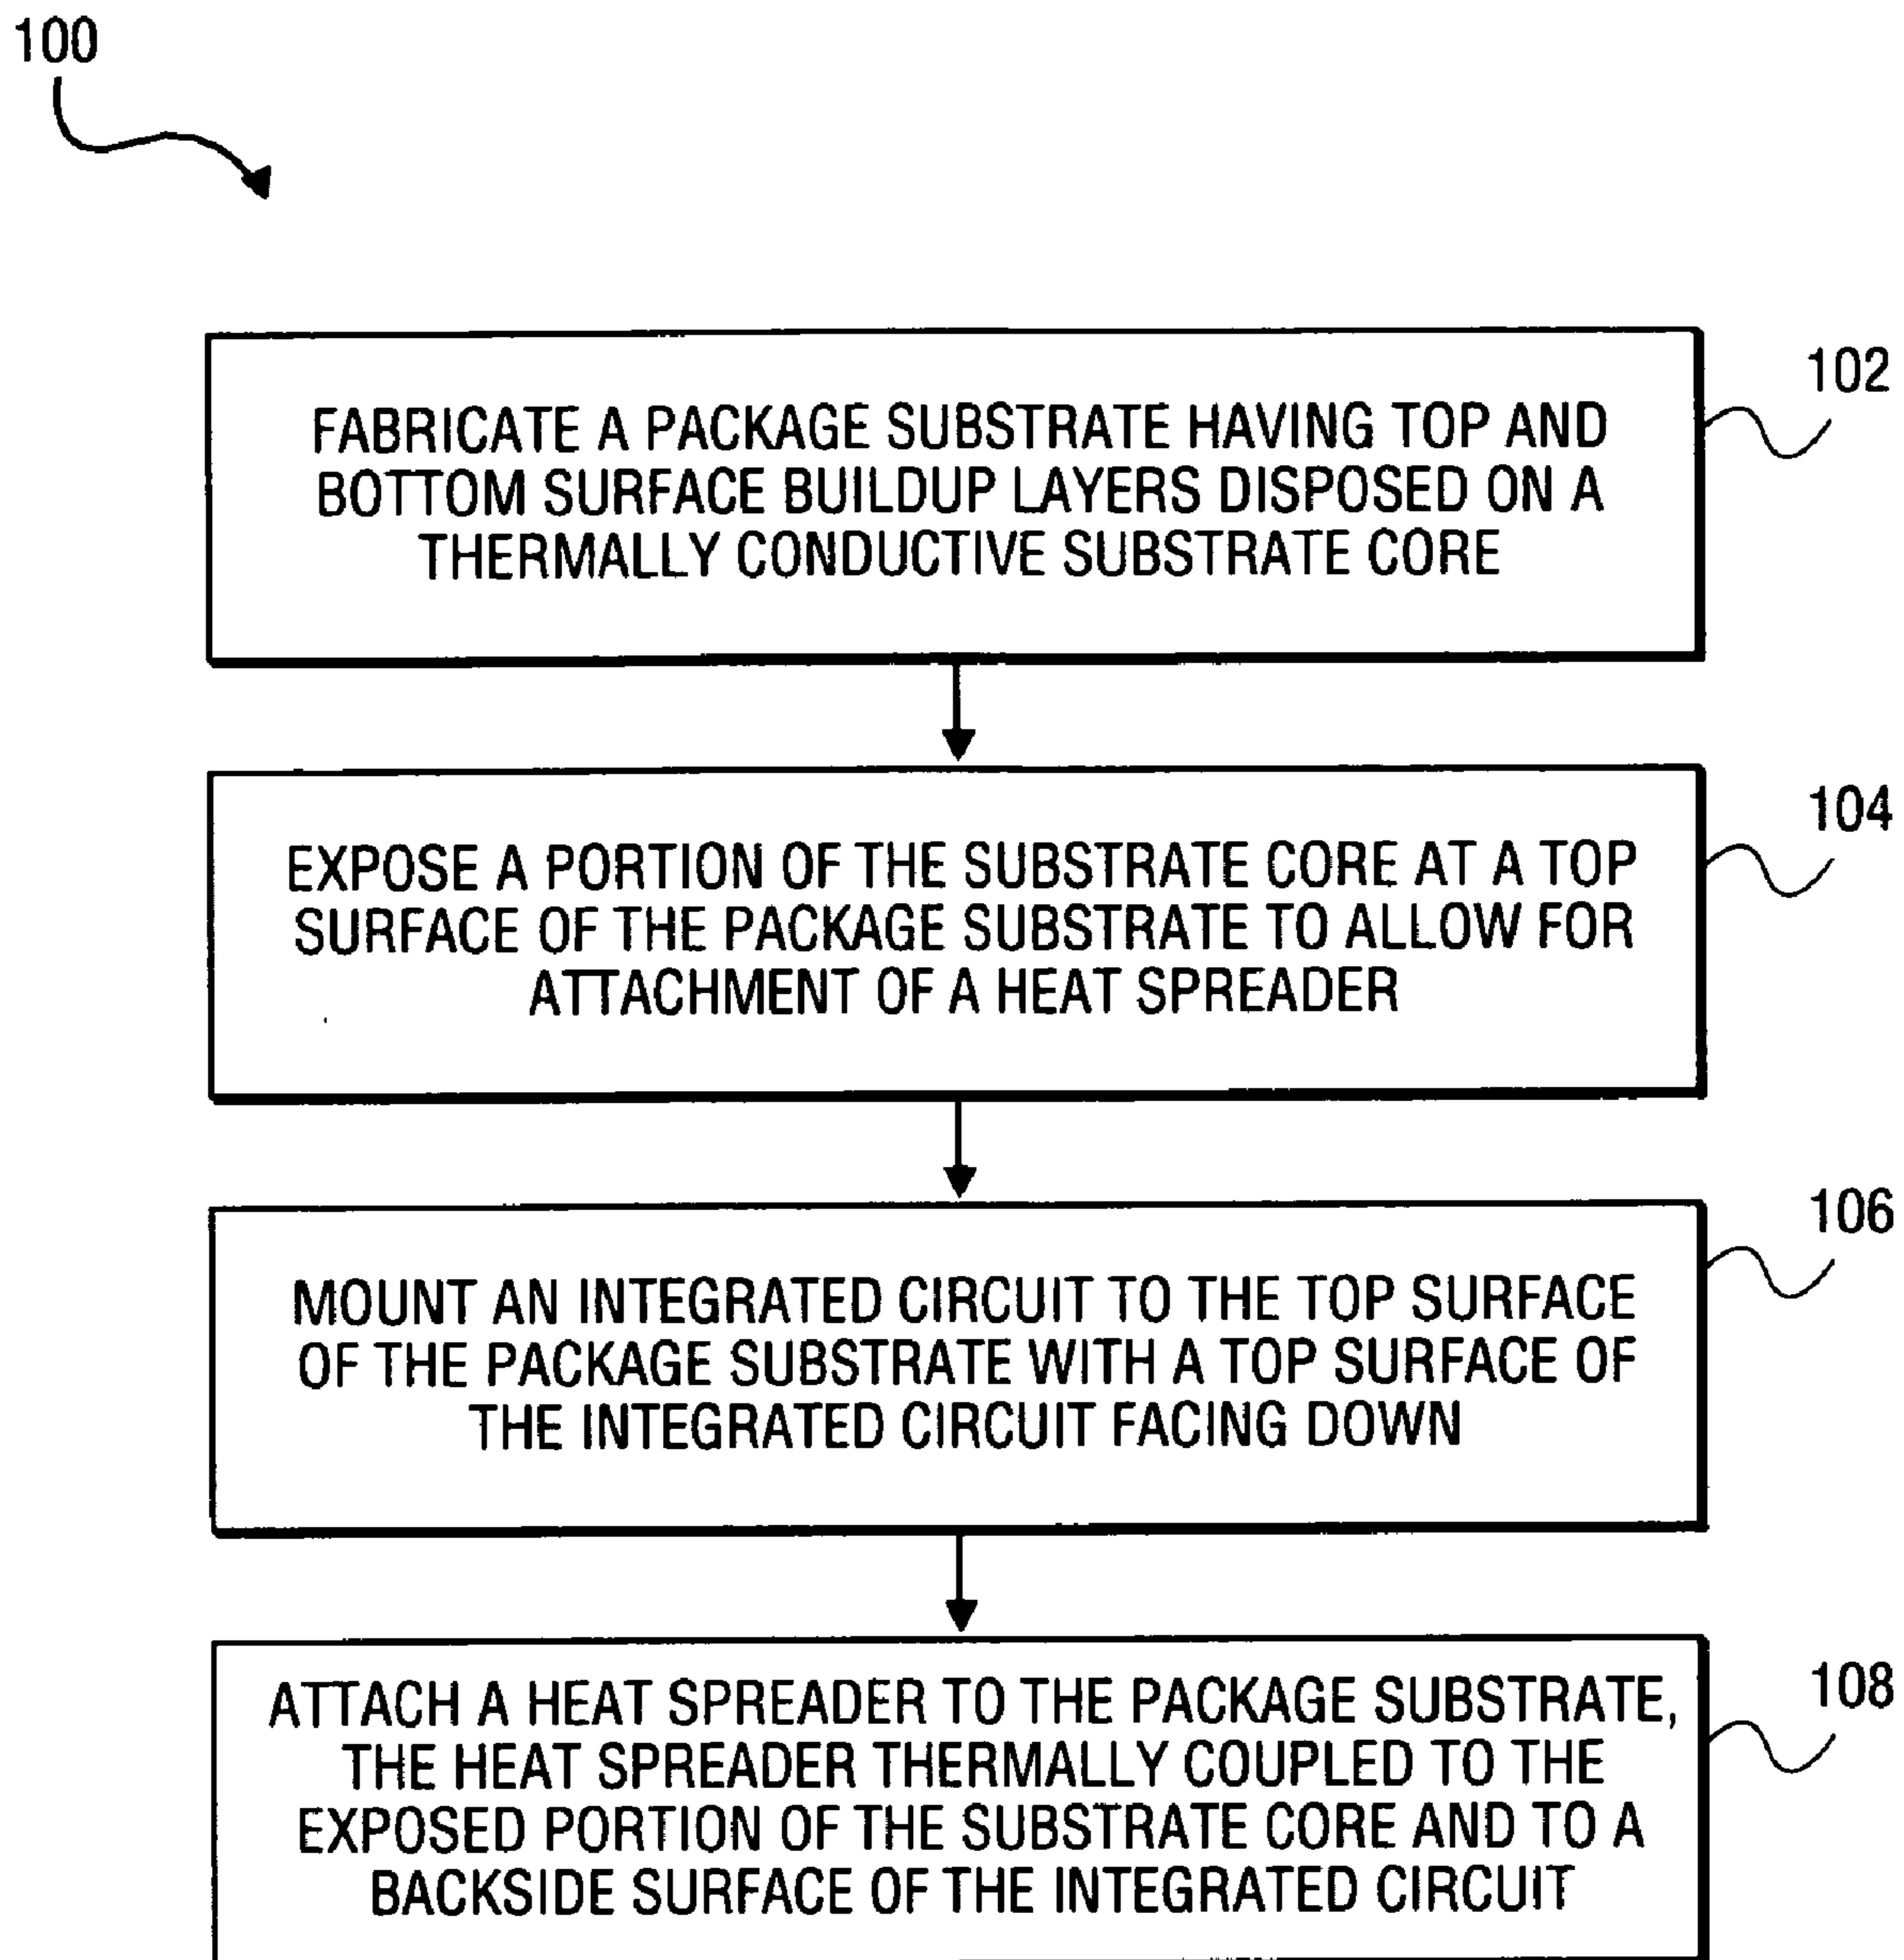 100
102
FABRICATE A PACKAGE SUBSTRATE HAVING TOP AND
BOTTOM SURFACE BUILDUP LAYERS DISPOSED ON A
THERMALLY CONDUCTIVE SUBSTRATE CORE
104
EXPOSE A PORTION OF THE SUBSTRATE CORE AT A TOP
SURFACE OF THE PACKAGE SUBSTRATE TO ALLOW FOR
ATTACHMENT OF A HEAT SPREADER
106
MOUNT AN INTEGRATED CIRCUIT TO THE TOP SURFACE
OF THE PACKAGE SUBSTRATE WITH A TOP SURFACE OF
THE INTEGRATED CIRCUIT FACING DOWN
108
ATTACH A HEAT SPREADER TO THE PACKAGE SUBSTRATE,
THE HEAT SPREADER THERMALLY COUPLED TO THE
EXPOSED PORTION OF THE SUBSTRATE CORE AND TO A
BACKSIDE SURFACE OF THE INTEGRATED CIRCUIT